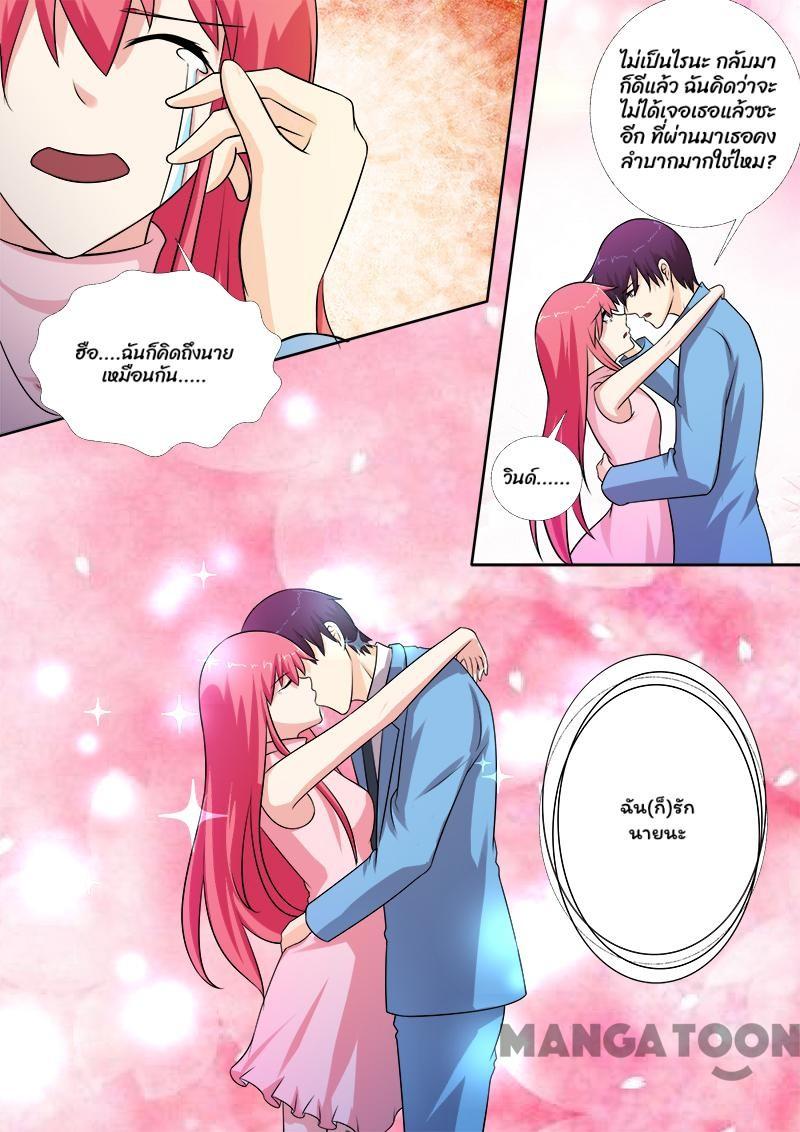 ฮือ....ฉันก็คิดถึงนาย
เหมือนกัน.....
ไม่เป็นไรนะ กลับมา
ก็ดีแล้ว ฉันคิดว่าจะ
ไม่ได้เจอเธอแล้วซะ
อีก ที่ผ่านมาเธอคง
ลำบากมากใช่ไหม?
วินด์......
ฉัน(ก็)รัก
นายนะ
MANGATOON